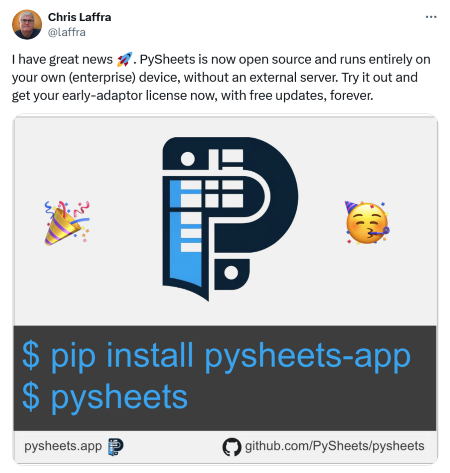 Chris Laffra
@laffra
I have great news 🚀. PySheets is now open source and runs entirely on
your own (enterprise) device, without an external server. Try it out and
get your early-adaptor license now, with free updates, forever.
$ pip install pysheets-app
$ pysheets
pysheets.app
github.com/PySheets/pysheets